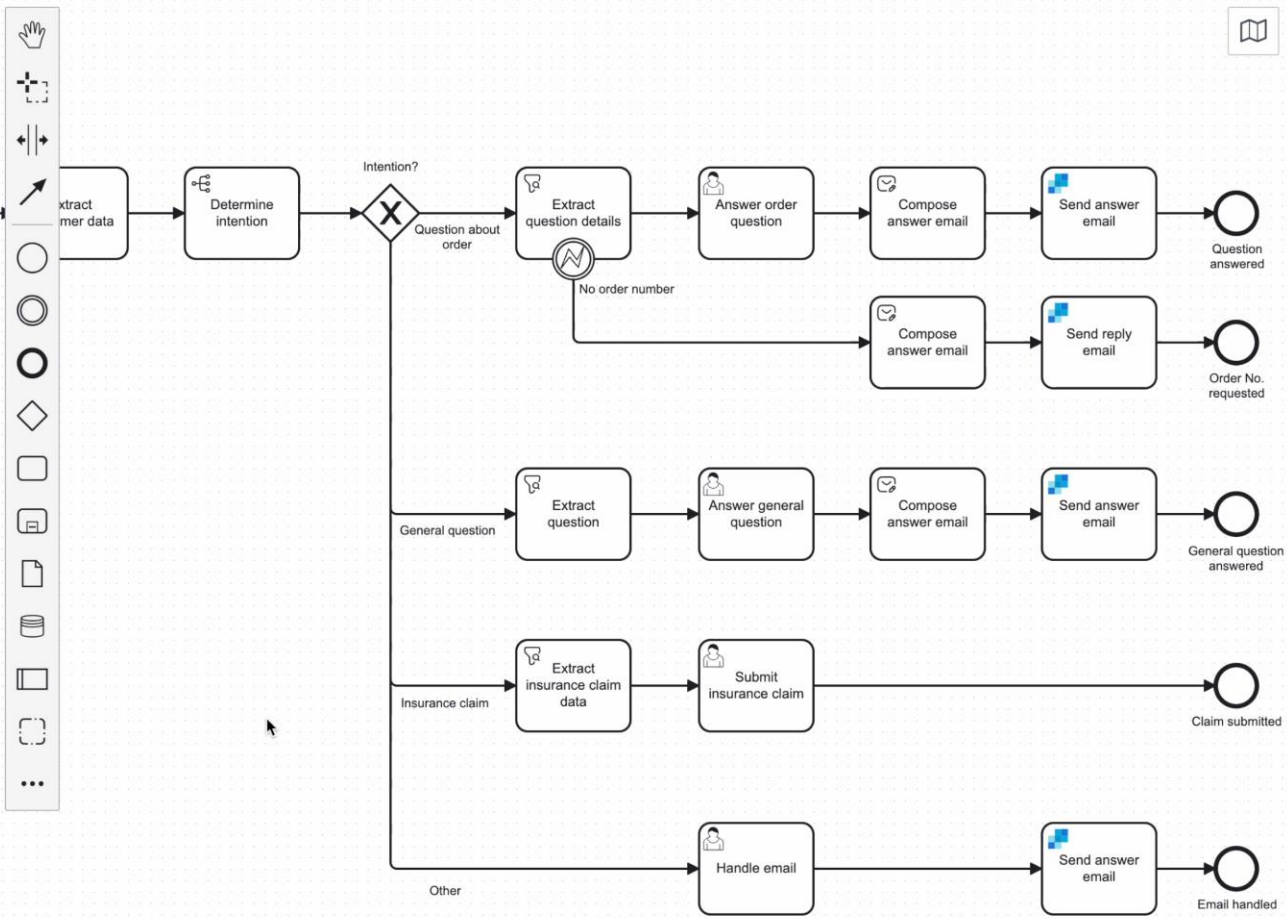 Intention?
xtract
mer data
Determine
intention
Question about
order
Extract
question details
Answer order
question
Compose
answer email
Send answer
email
Question
answered
No order number
Compose
answer email
Send reply
email
Order No.
requested
General question
Extract
question
Answer general
question
Compose
answer email
Send answer
email
General question
answered
Insurance claim
Extract
insurance claim
data
Submit
insurance claim
Claim submitted
Other
Handle email
Send answer
email
Email handled